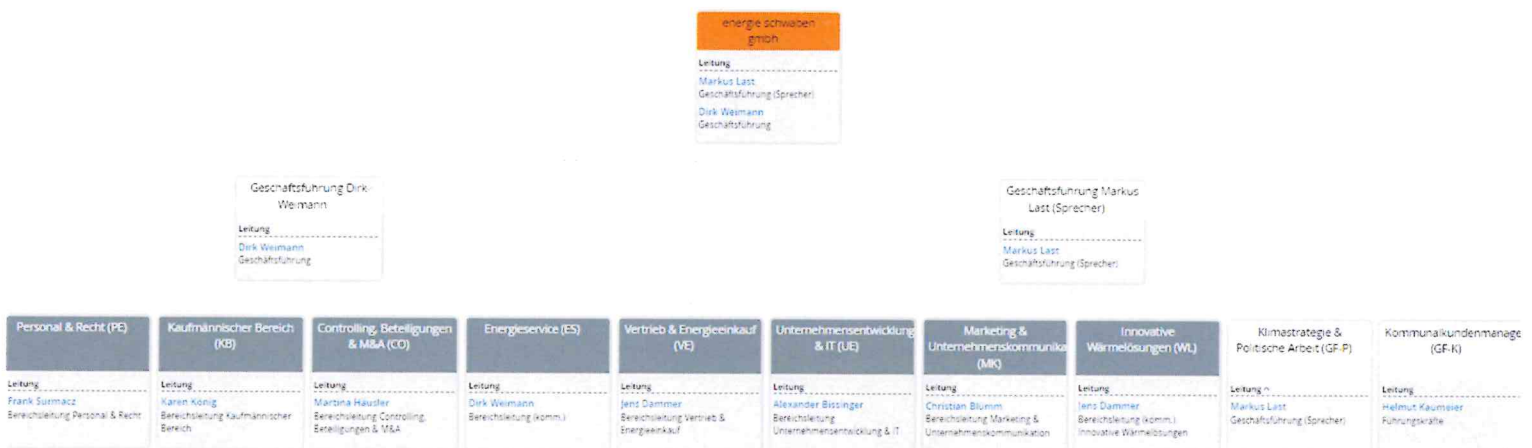 energie schwaben
gmbh
Leitung
Markus Last
Geschäftsführung (Sprecher)
Dirk Weimann
Geschäftsführung
Geschäftsführung Dirk
Weimann
Leitung
Dirk Weimann
Geschäftsführung
Geschäftsführung Markus
Last (Sprecher)
Leitung
Markus Last
Geschäftsführung (Sprecher)
Personal & Recht (PE)
Leitung
Frank Surmacz
Bereichsleitung Personal & Recht
Kaufmännischer Bereich
(KB)
Leitung
Karen König
Bereichsleitung Kaufmännischer
Bereich
Controlling, Beteiligungen
& M&A (CO)
Leitung
Martina Häusler
Bereichsleitung Controlling,
Beteiligungen & M&A
Energieservice (ES)
Leitung
Dirk Weimann
Bereichsleitung (komm.)
Vertrieb & Energieeinkauf
(VE)
Leitung
Jens Dammer
Bereichsleitung Vertrieb &
Energieeinkauf
Unternehmensentwicklung
& IT (UE)
Leitung
Alexander Bissinger
Bereichsleitung
Unternehmensentwicklung & IT
Marketing &
Unternehmenskommunika
(MK)
Leitung
Christian Blümm
Bereichsleitung Marketing &
Unternehmenskommunikation
Innovative
Wärmelösungen (WL)
Leitung
Jens Dammer
Bereichsleitung (komm.)
Innovative Wärmelösungen
Klimastrategie &
Politische Arbeit (GF-P)
Leitung ^
Markus Last
Geschäftsführung (Sprecher)
Kommunalkundenmanage
(GF-K)
Leitung
Helmut Kaumeier
Führungskräfte